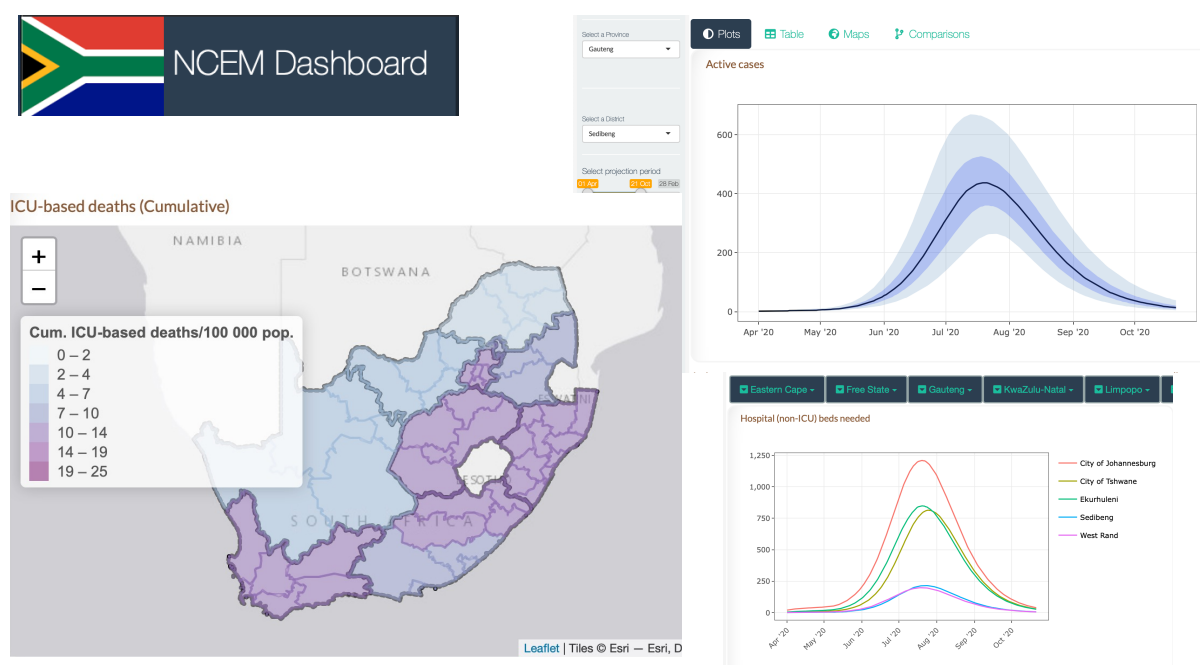 NCEM Dashboard
Select a Province
Gauteng
Select a District
Sedibeng
Select projection period
01 Apr
21 Oct
28 Feb
Plots
Table
Maps
Comparisons
Active cases
600
400
200
0
Apr '20
May '20
Jun '20
Jul '20
Aug '20
Sep '20
Oct '20
ICU-based deaths (Cumulative)
+
−
NAMIBIA
BOTSWANA
Cum. ICU-based deaths/100 000 pop.
0 – 2
2 – 4
4 – 7
7 – 10
10 – 14
14 – 19
19 – 25
ESWATINI
LESOTHO
SOUTH AFRICA
Leaflet | Tiles © Esri — Esri, D
Eastern Cape
Free State
Gauteng
KwaZulu-Natal
Limpopo
Hospital (non-ICU) beds needed
1,250
1,000
750
500
250
0
Apr '20
May '20
Jun '20
Jul '20
Aug '20
Sep '20
Oct '20
City of Johannesburg
City of Tshwane
Ekurhuleni
Sedibeng
West Rand